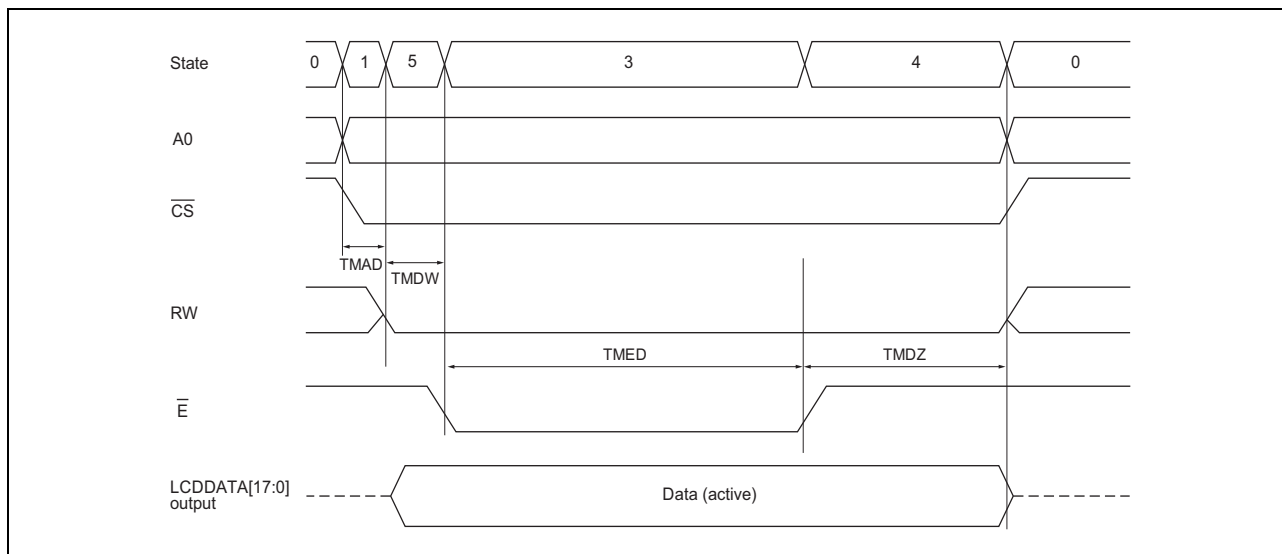 State 0 1 5 3 4 0
A0
CS
TMAD
TMDW
RW
TMED TMDZ
E
LCDDATA[17:0]
output
Data (active)